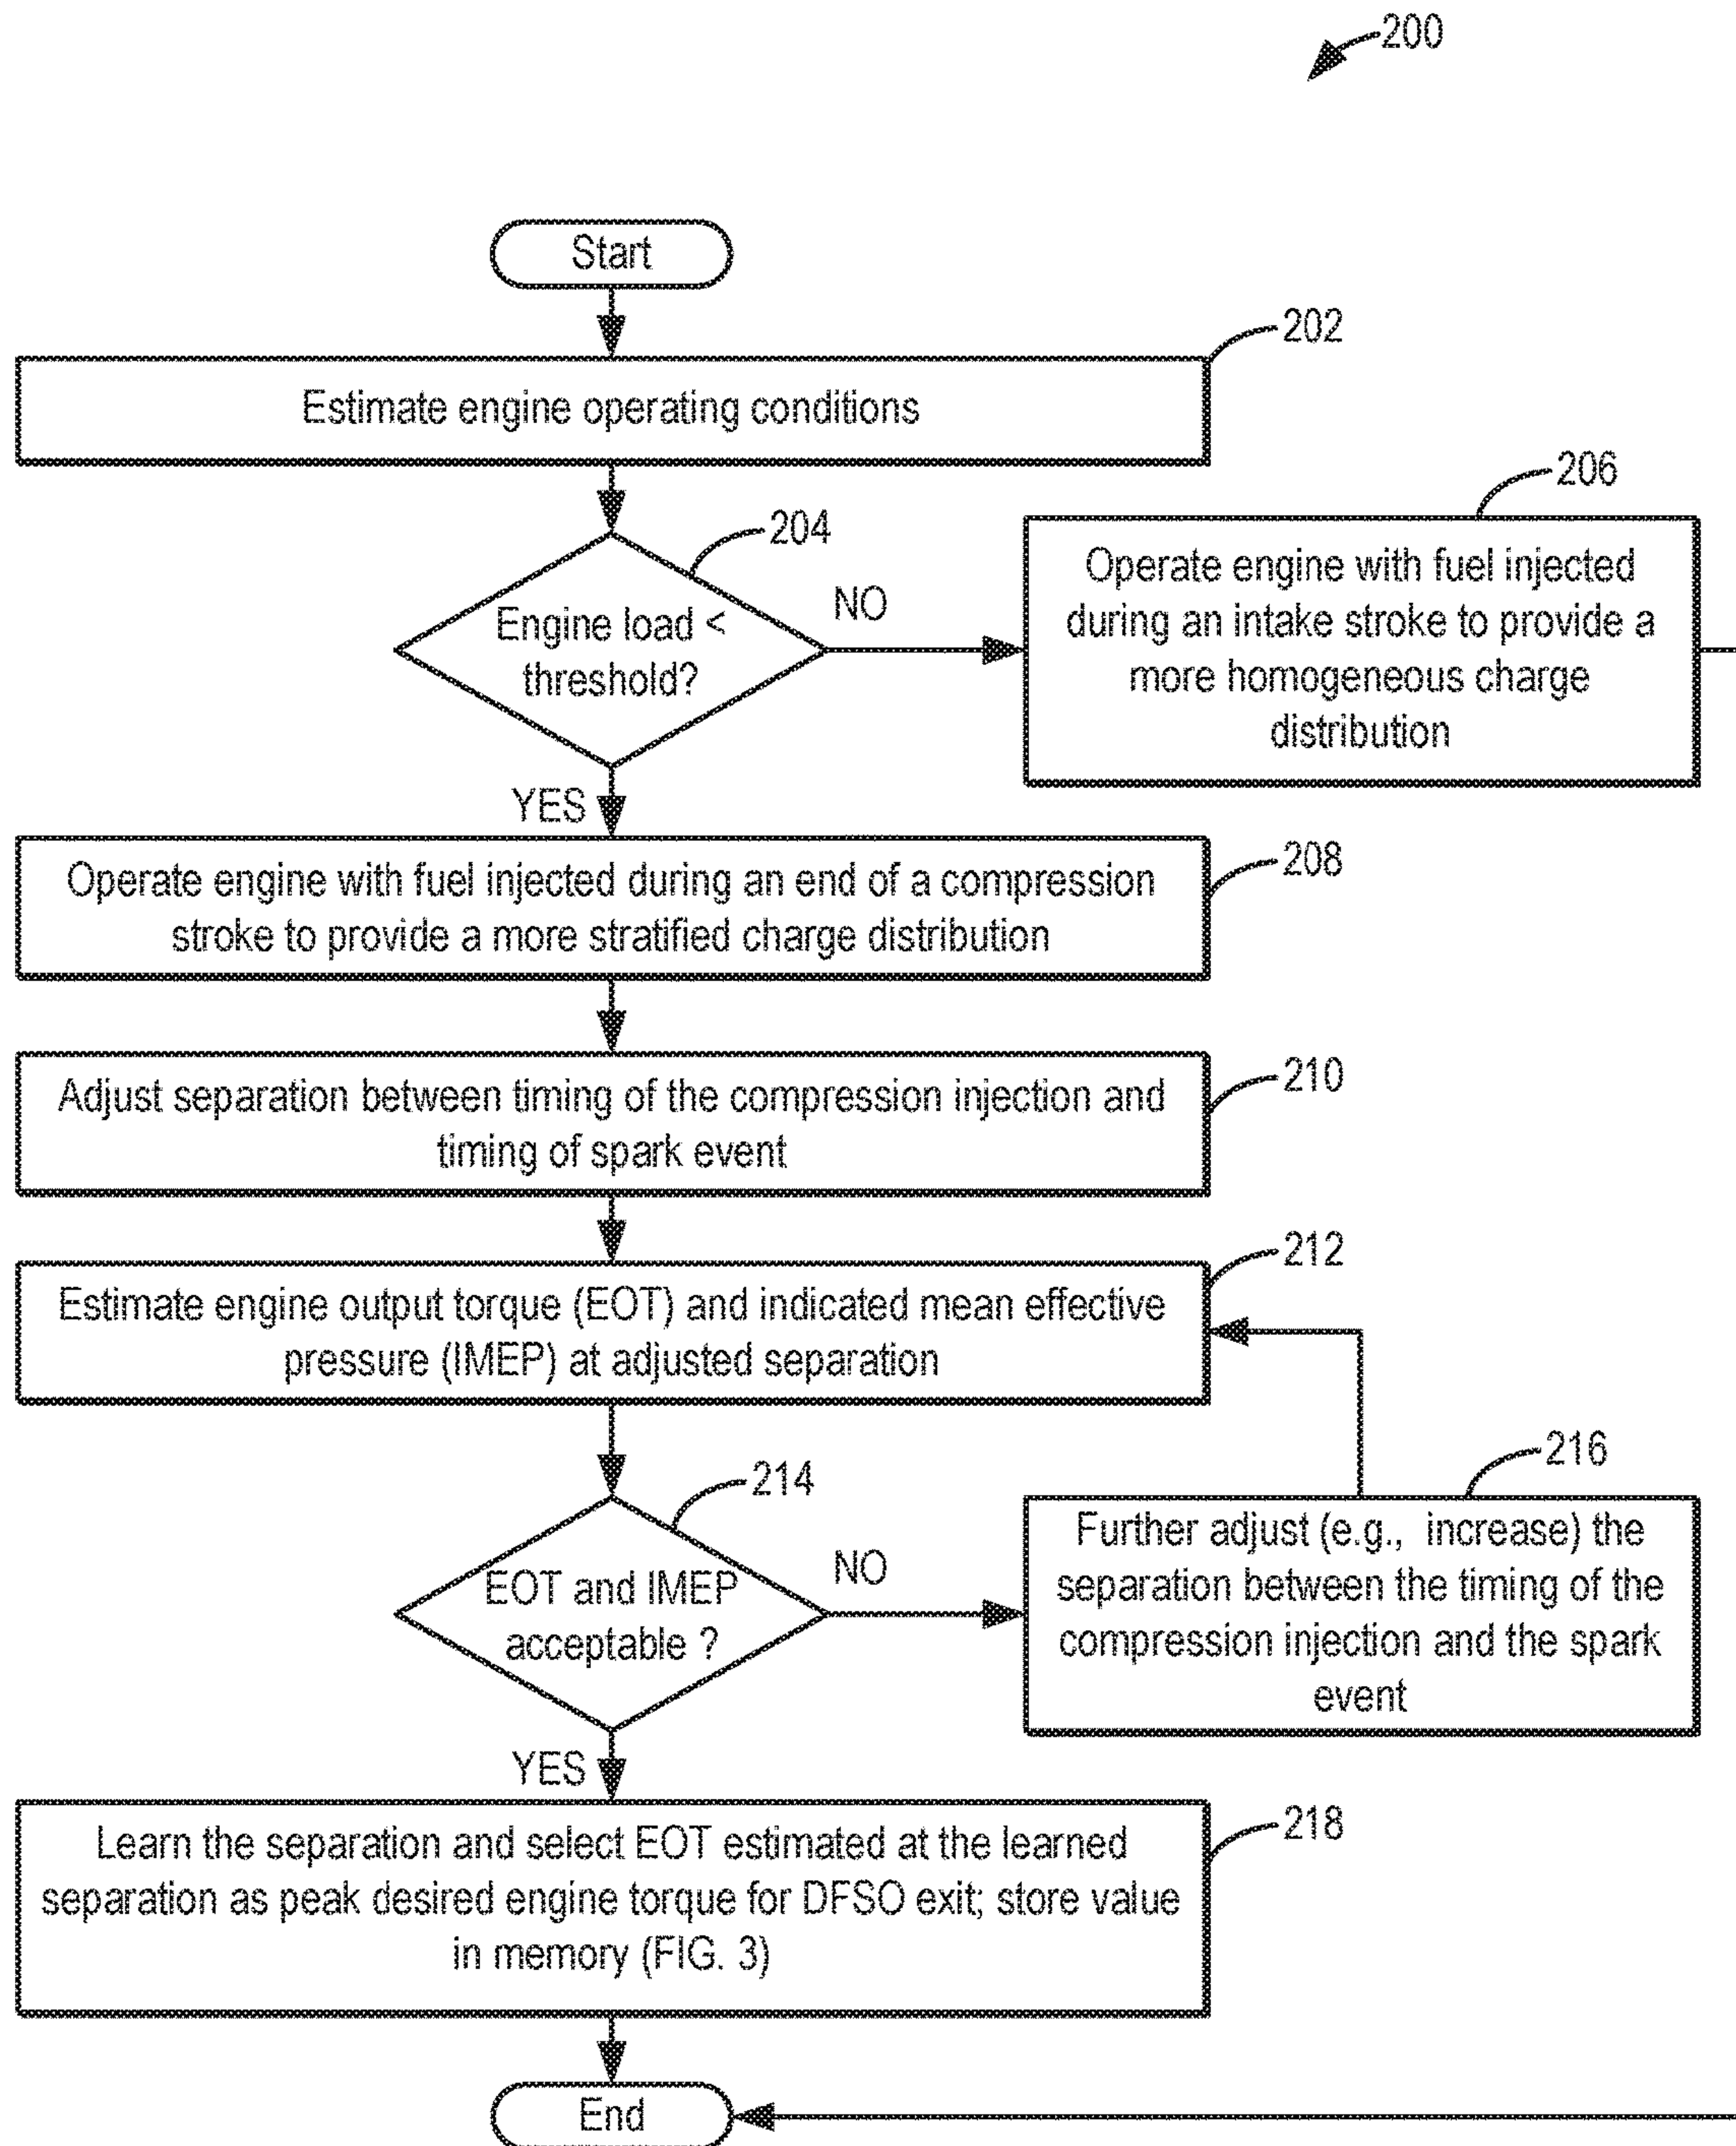 200
Start
202
Estimate engine operating conditions
204
Engine load <
threshold?
NO
YES
206
Operate engine with fuel injected
during an intake stroke to provide a
more homogeneous charge
distribution
208
Operate engine with fuel injected during an end of a compression
stroke to provide a more stratified charge distribution
210
Adjust separation between timing of the compression injection and
timing of spark event
212
Estimate engine output torque (EOT) and indicated mean effective
pressure (IMEP) at adjusted separation
214
EOT and IMEP
acceptable ?
NO
YES
216
Further adjust (e.g., increase) the
separation between the timing of the
compression injection and the spark
event
218
Learn the separation and select EOT estimated at the learned
separation as peak desired engine torque for DFSO exit; store value
in memory (FIG. 3)
End